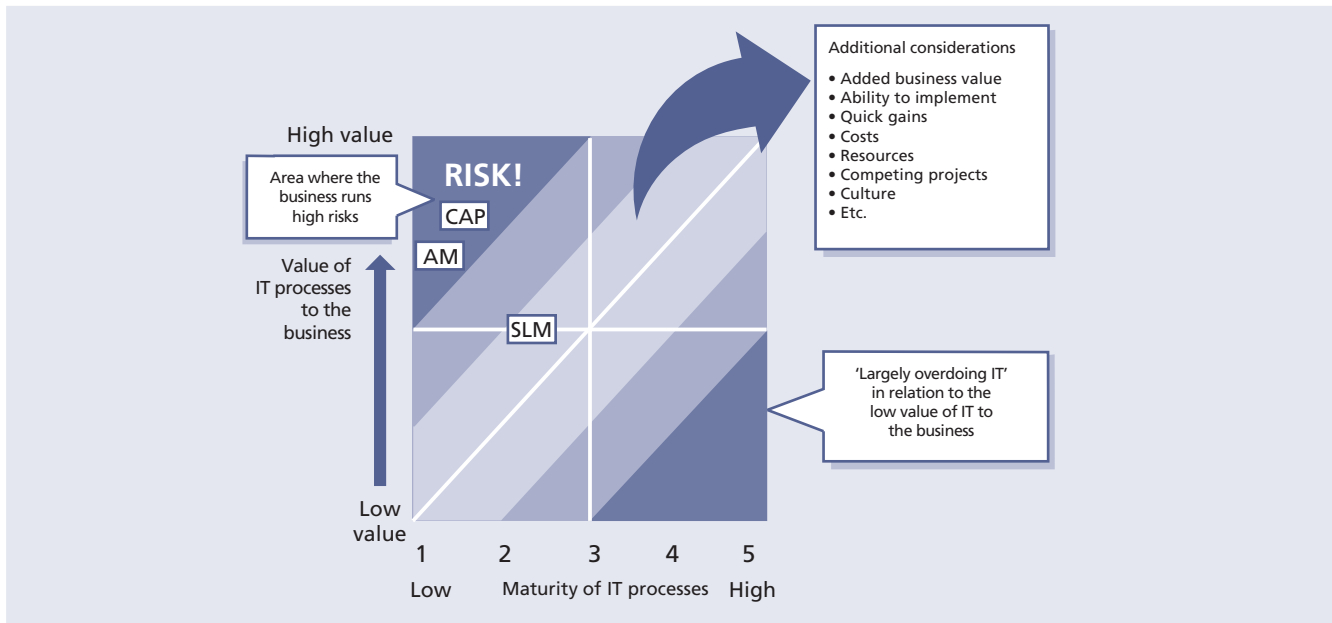 Additional considerations
• Added business value
• Ability to implement
• Quick gains
• Costs
• Resources
• Competing projects
• Culture
• Etc.
High value
Area where the
business runs
high risks
RISK!
CAP
AM
Value of
IT processes
to the
business
SLM
'Largely overdoing IT'
in relation to the
low value of IT to
the business
Low
value
1 2 3 4 5
Low Maturity of IT processes High